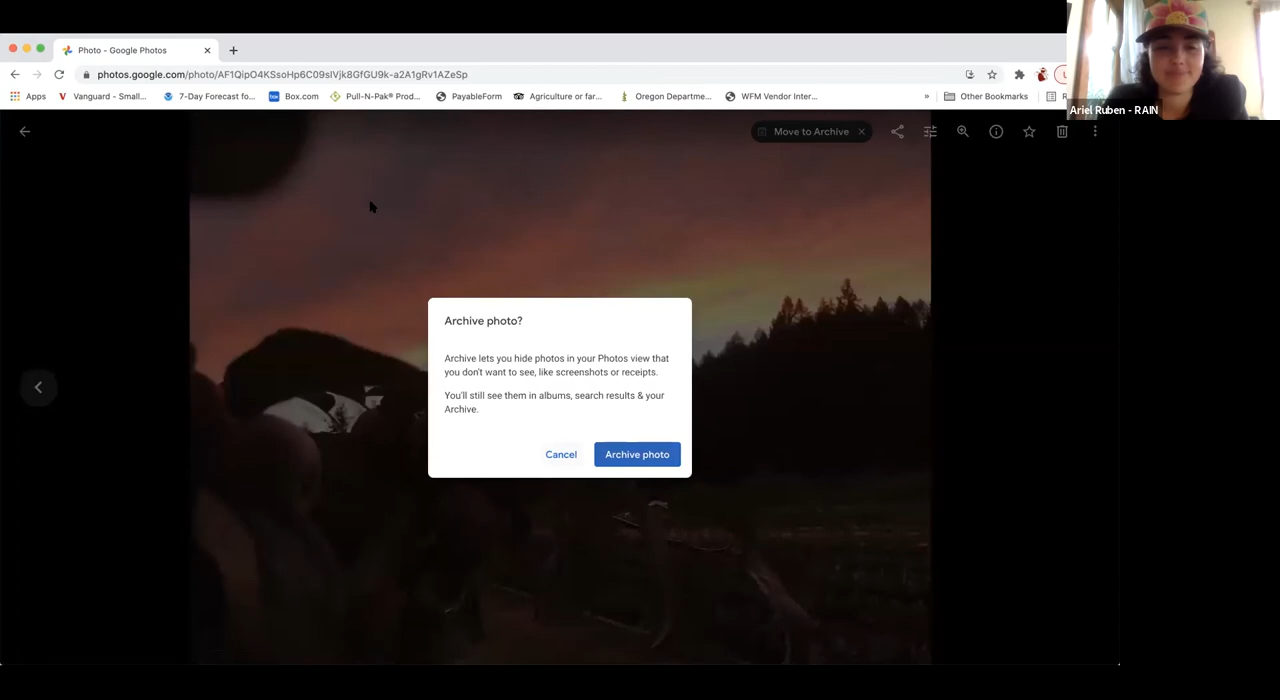 Photo - Google Photos
photos.google.com/photo/AF1QipO4KSsoHp6C09sIVjk8GfGU9k-a2A1gRv1AZeSp
Apps Vanguard - Small... 7-Day Forecast fo... Box.com Pull-N-Pak® Prod... PayableForm Agriculture or far... Oregon Departme... WFM Vendor Inter... » Other Bookmarks
Ariel Ruben - RAIN
Move to Archive
Archive photo?
Archive lets you hide photos in your Photos view that
you don't want to see, like screenshots or receipts.
You'll still see them in albums, search results & your
Archive.
Cancel Archive photo